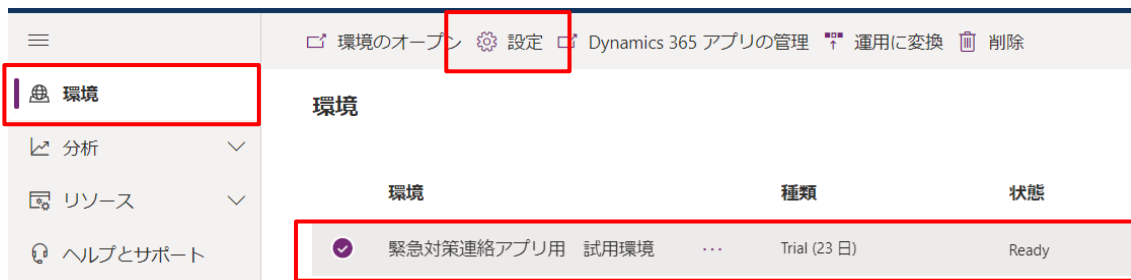 環境のオープン 設定 Dynamics 365 アプリの管理 運用に変換 削除
環境
分析
リソース
ヘルプとサポート
環境
環境 種類 状態
緊急対策連絡アプリ用 試用環境 ... Trial (23 日) Ready